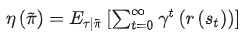 η(π̃) = E_{τ|π̃} [∑_{t=0}^{∞} γ^t (r(s_t))]